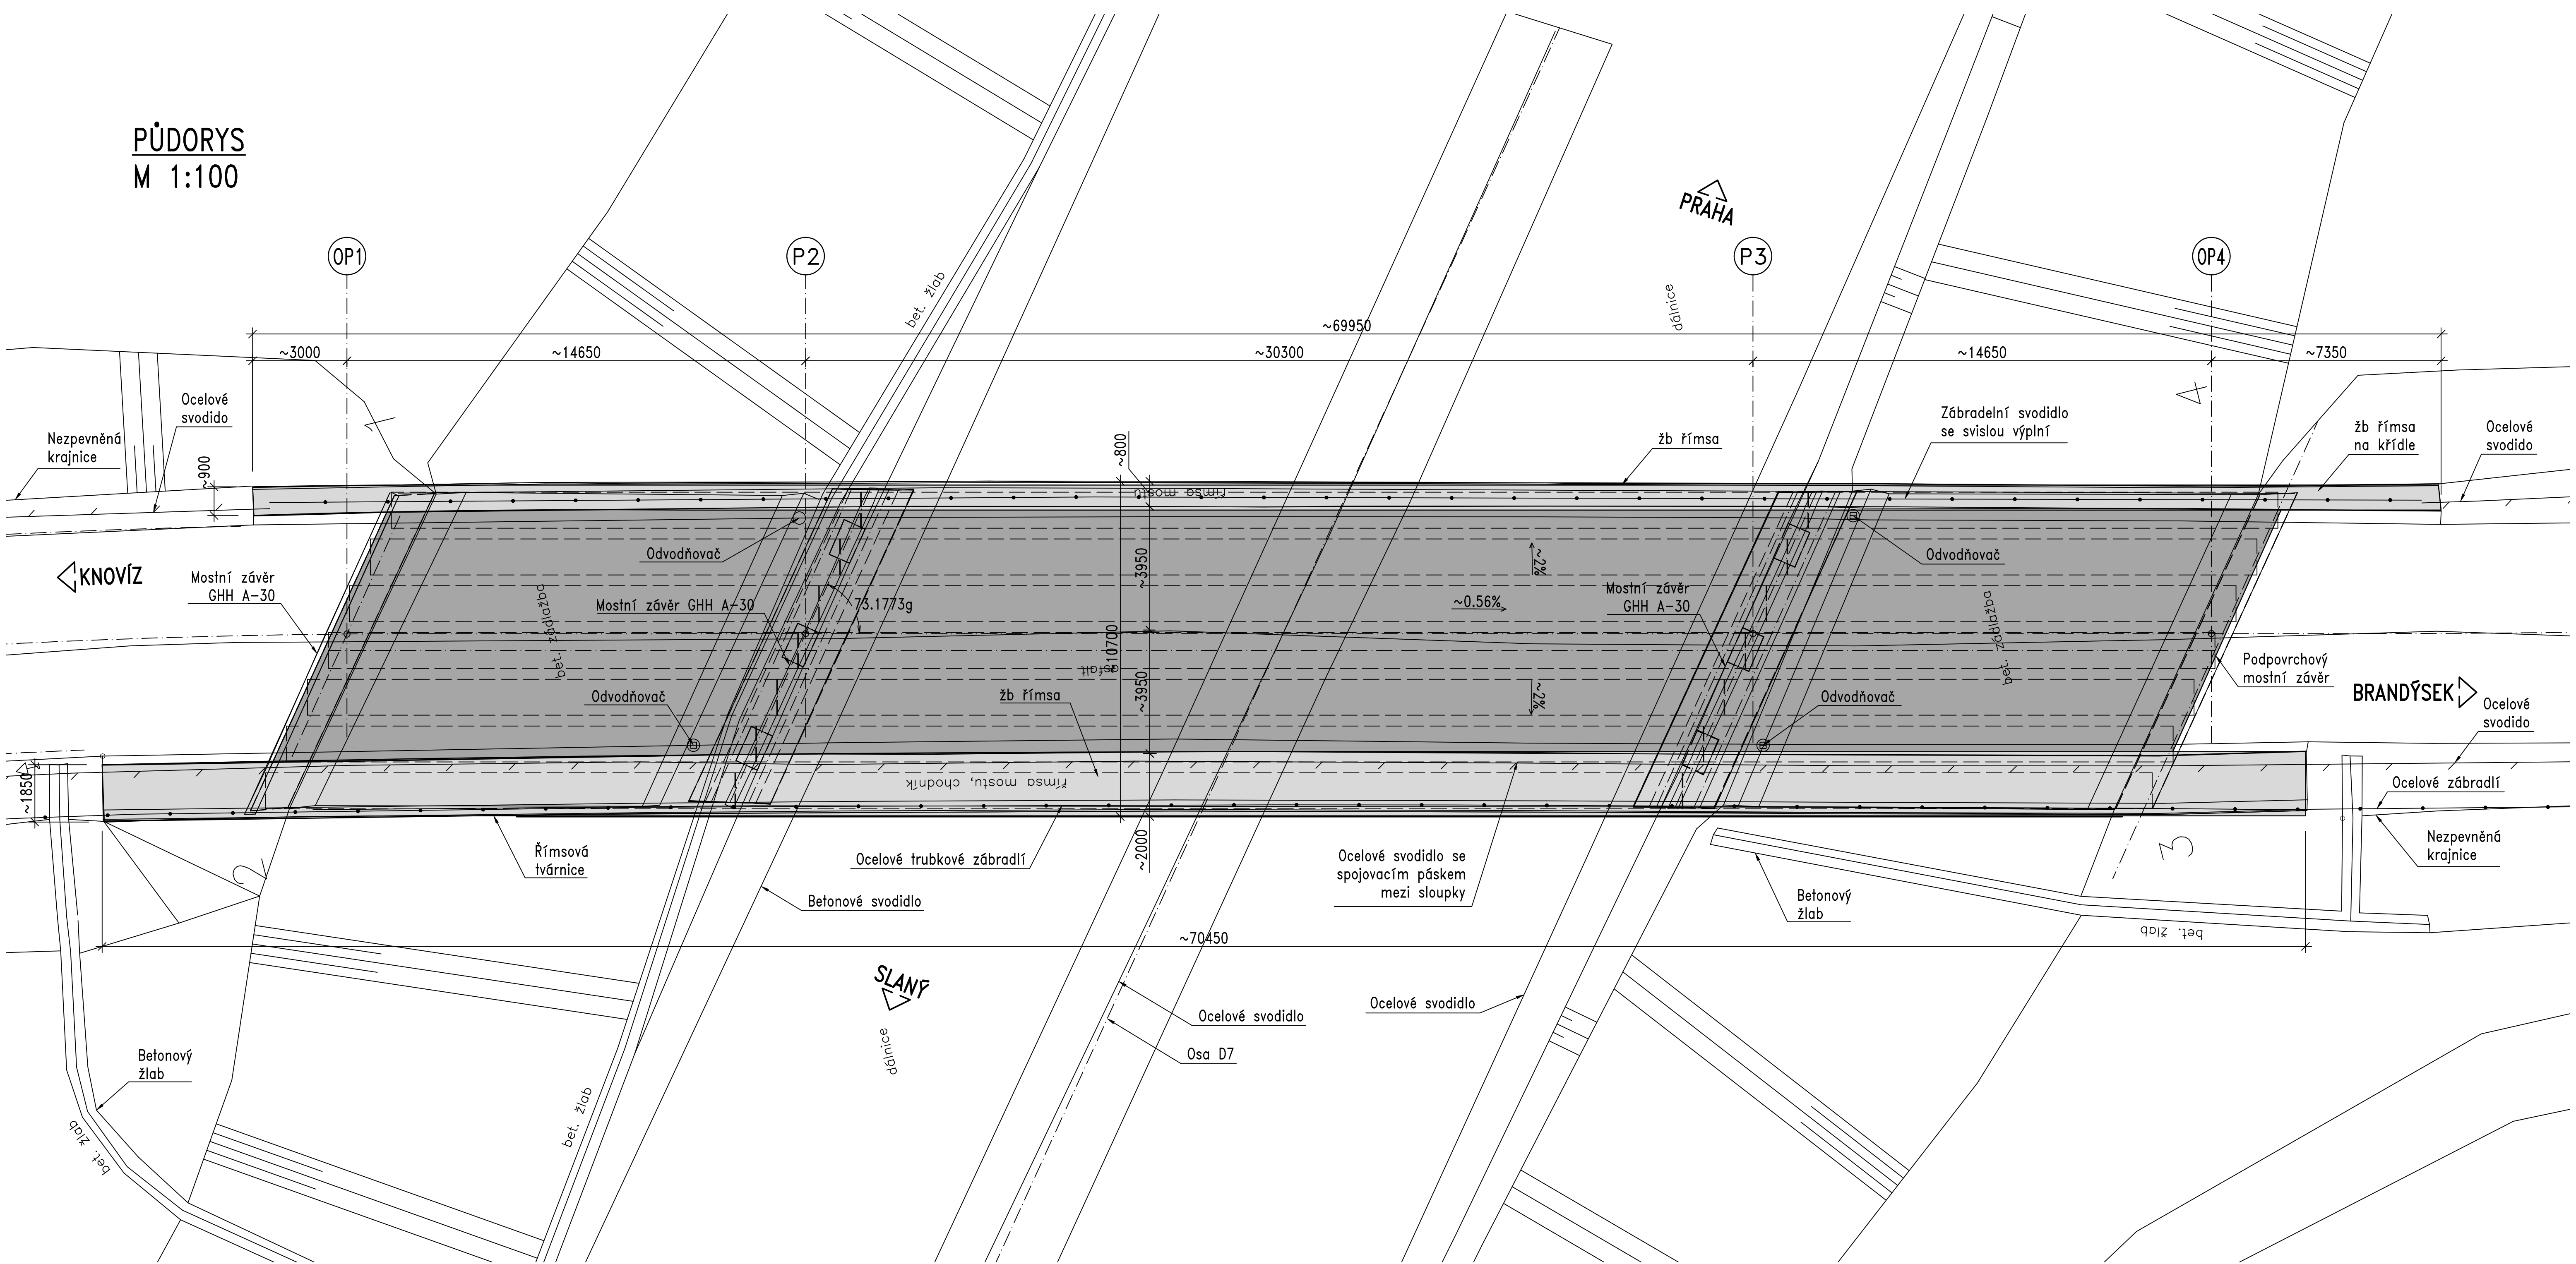 PŮDORYS
M 1:100
PRAHA
OP1
P2
P3
OP4
bet. žlab
dálnice
~69950
~3000
~14650
~30300
~14650
~7350
Ocelové
svodido
Nezpevněná
krajnice
~900
1
~800
žb římsa
Zábradelní svodidlo
se svislou výplní
4
žb římsa
na křídle
Ocelové
svodido
římsa mostu
KNOVÍZ
Mostní závěr
GHH A-30
Odvodňovač
bet. zádlažba
Mostní závěr GHH A-30
73.1773g
~3950
~2%
~0.56%
Mostní závěr
GHH A-30
Odvodňovač
bet. zádlažba
~10700
asfalt
Odvodňovač
žb římsa
~3950
~2%
Odvodňovač
Podpovrchový
mostní závěr
BRANDÝSEK
Ocelové
svodido
~1850
římsa mostu, chodník
Ocelové zábradlí
2
Římsová
tvárnice
Ocelové trubkové zábradlí
~2000
Ocelové svodidlo se
spojovacím páskem
mezi sloupky
3
Nezpevněná
krajnice
Betonové svodidlo
Betonový
žlab
bet. žlab
~70450
SLANÝ
dálnice
Ocelové svodidlo
Ocelové svodidlo
Osa D7
Betonový
žlab
bet. žlab
bet. žlab